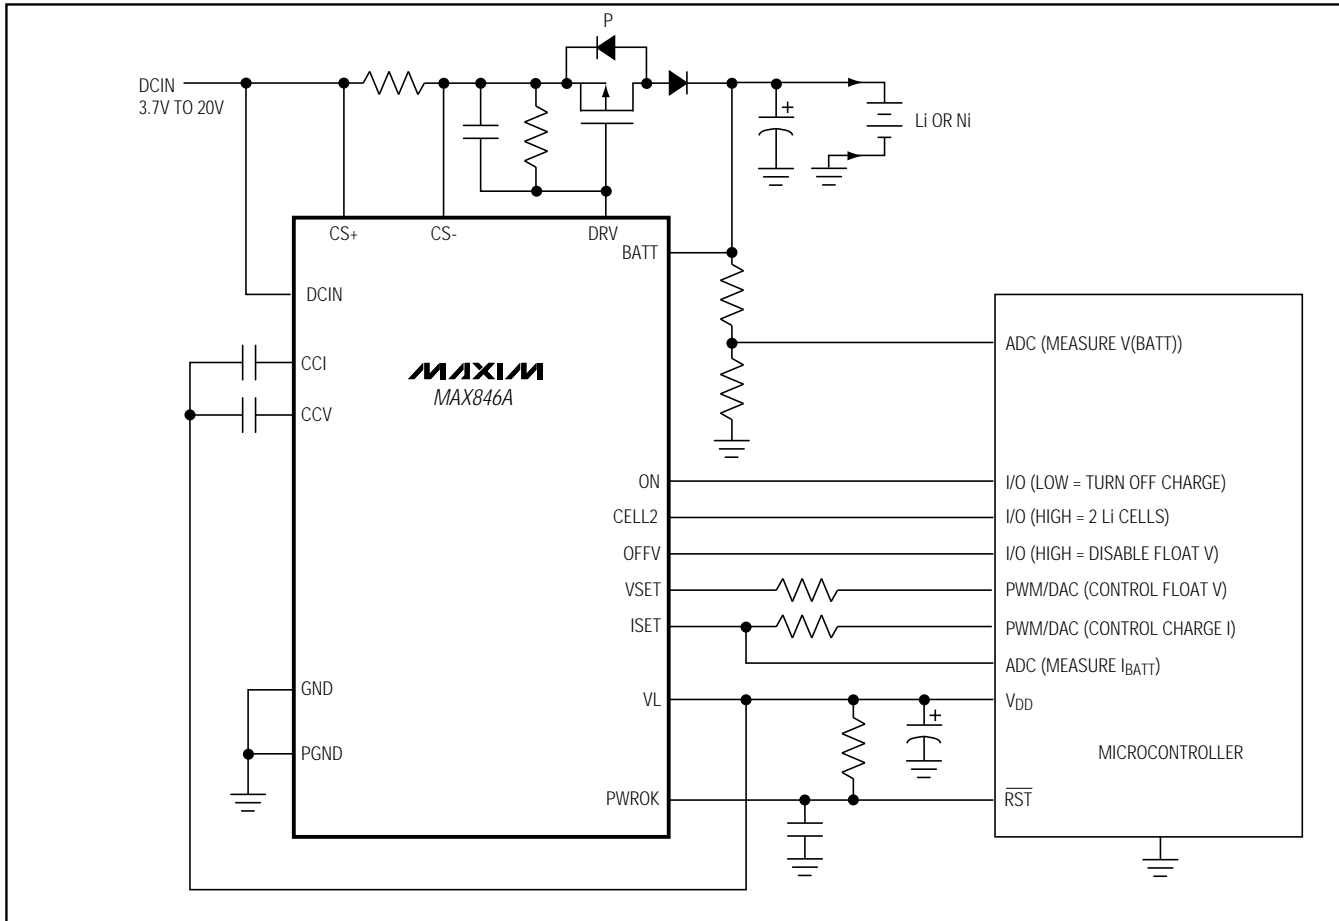 P
DCIN
3.7V TO 20V
+
Li OR Ni
CS+
CS-
DRV
BATT
DCIN
ADC (MEASURE V(BATT))
CCI
MAXIM
MAX846A
CCV
ON
I/O (LOW = TURN OFF CHARGE)
CELL2
I/O (HIGH = 2 Li CELLS)
OFFV
I/O (HIGH = DISABLE FLOAT V)
VSET
PWM/DAC (CONTROL FLOAT V)
ISET
PWM/DAC (CONTROL CHARGE I)
ADC (MEASURE IBATT)
GND
VL
VDD
+
PGND
MICROCONTROLLER
PWROK
RST